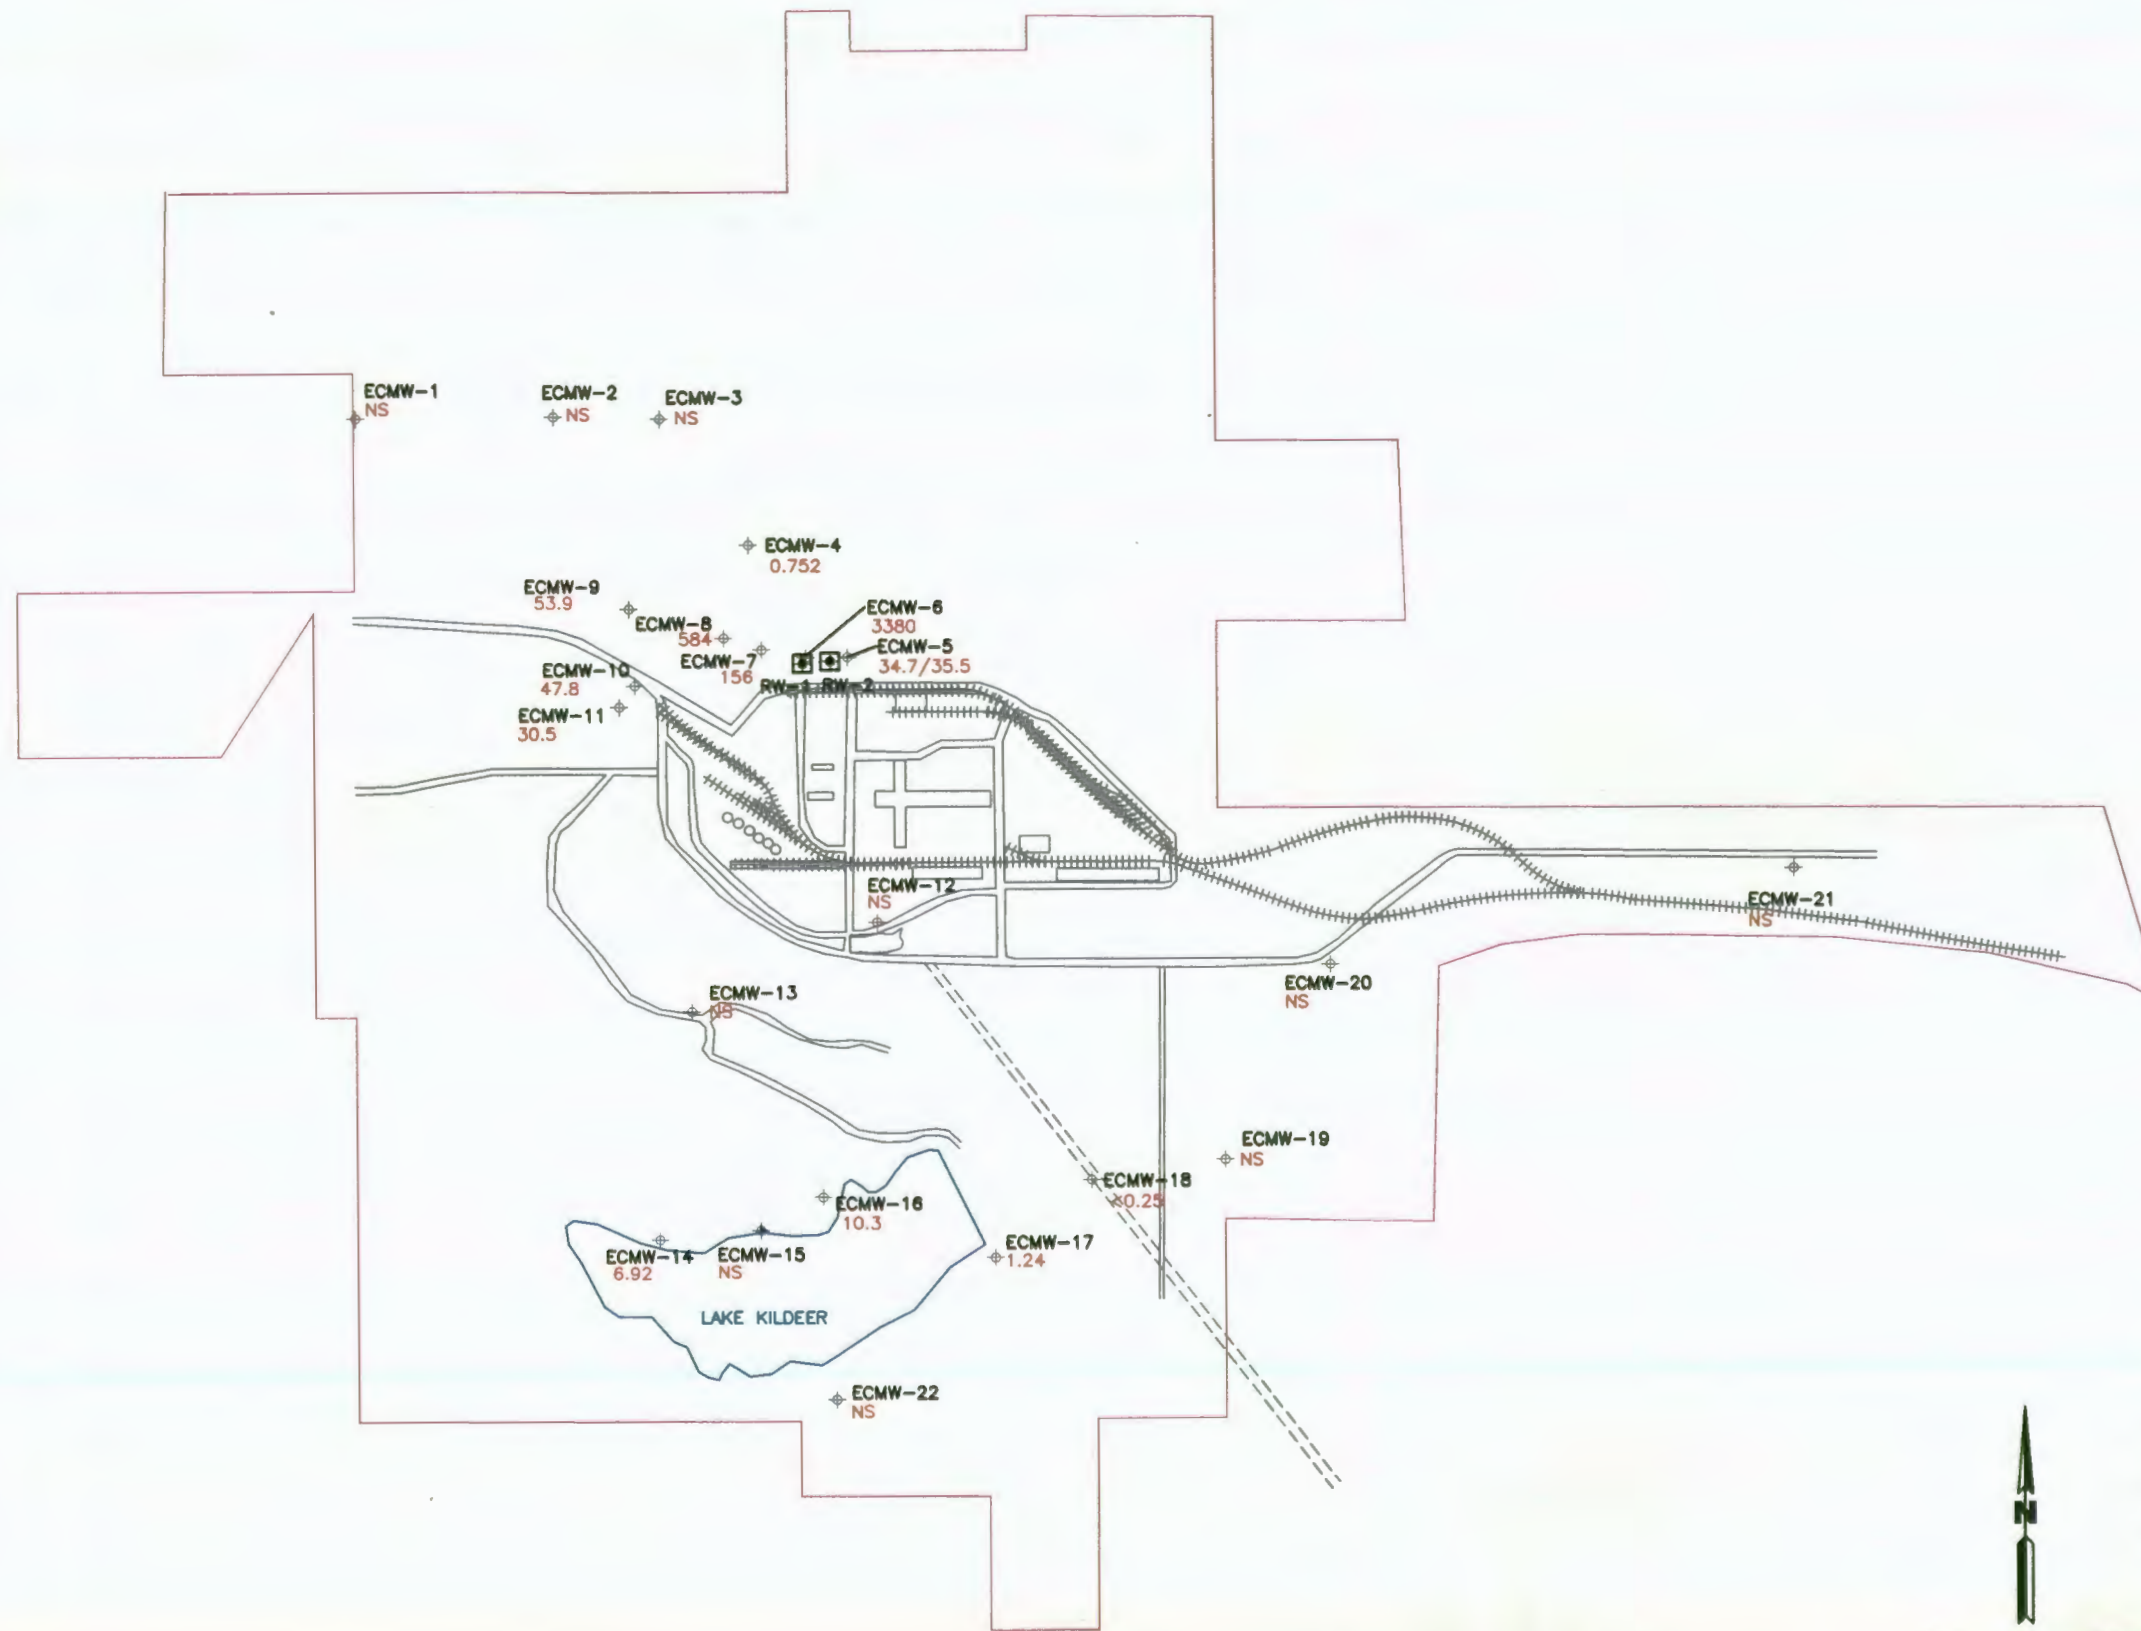 ECMW-1
NS
ECMW-2
NS
ECMW-3
NS
ECMW-4
0.752
ECMW-9
53.9
ECMW-8
584
ECMW-6
3380
ECMW-5
34.7/35.5
ECMW-7
156
RW-1
RW-2
ECMW-10
47.8
ECMW-11
30.5
ECMW-12
NS
ECMW-21
NS
ECMW-20
NS
ECMW-13
NS
ECMW-19
NS
ECMW-18
<0.25
ECMW-16
10.3
ECMW-17
1.24
ECMW-14
6.92
ECMW-15
NS
LAKE KILDEER
ECMW-22
NS
N